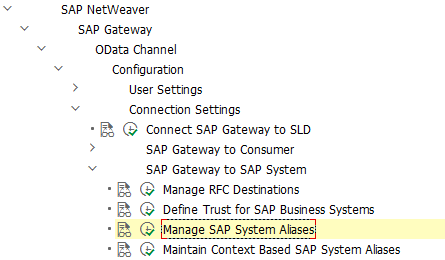 SAP NetWeaver
SAP Gateway
OData Channel
Configuration
User Settings
Connection Settings
Connect SAP Gateway to SLD
SAP Gateway to Consumer
SAP Gateway to SAP System
Manage RFC Destinations
Define Trust for SAP Business Systems
Manage SAP System Aliases
Maintain Context Based SAP System Aliases